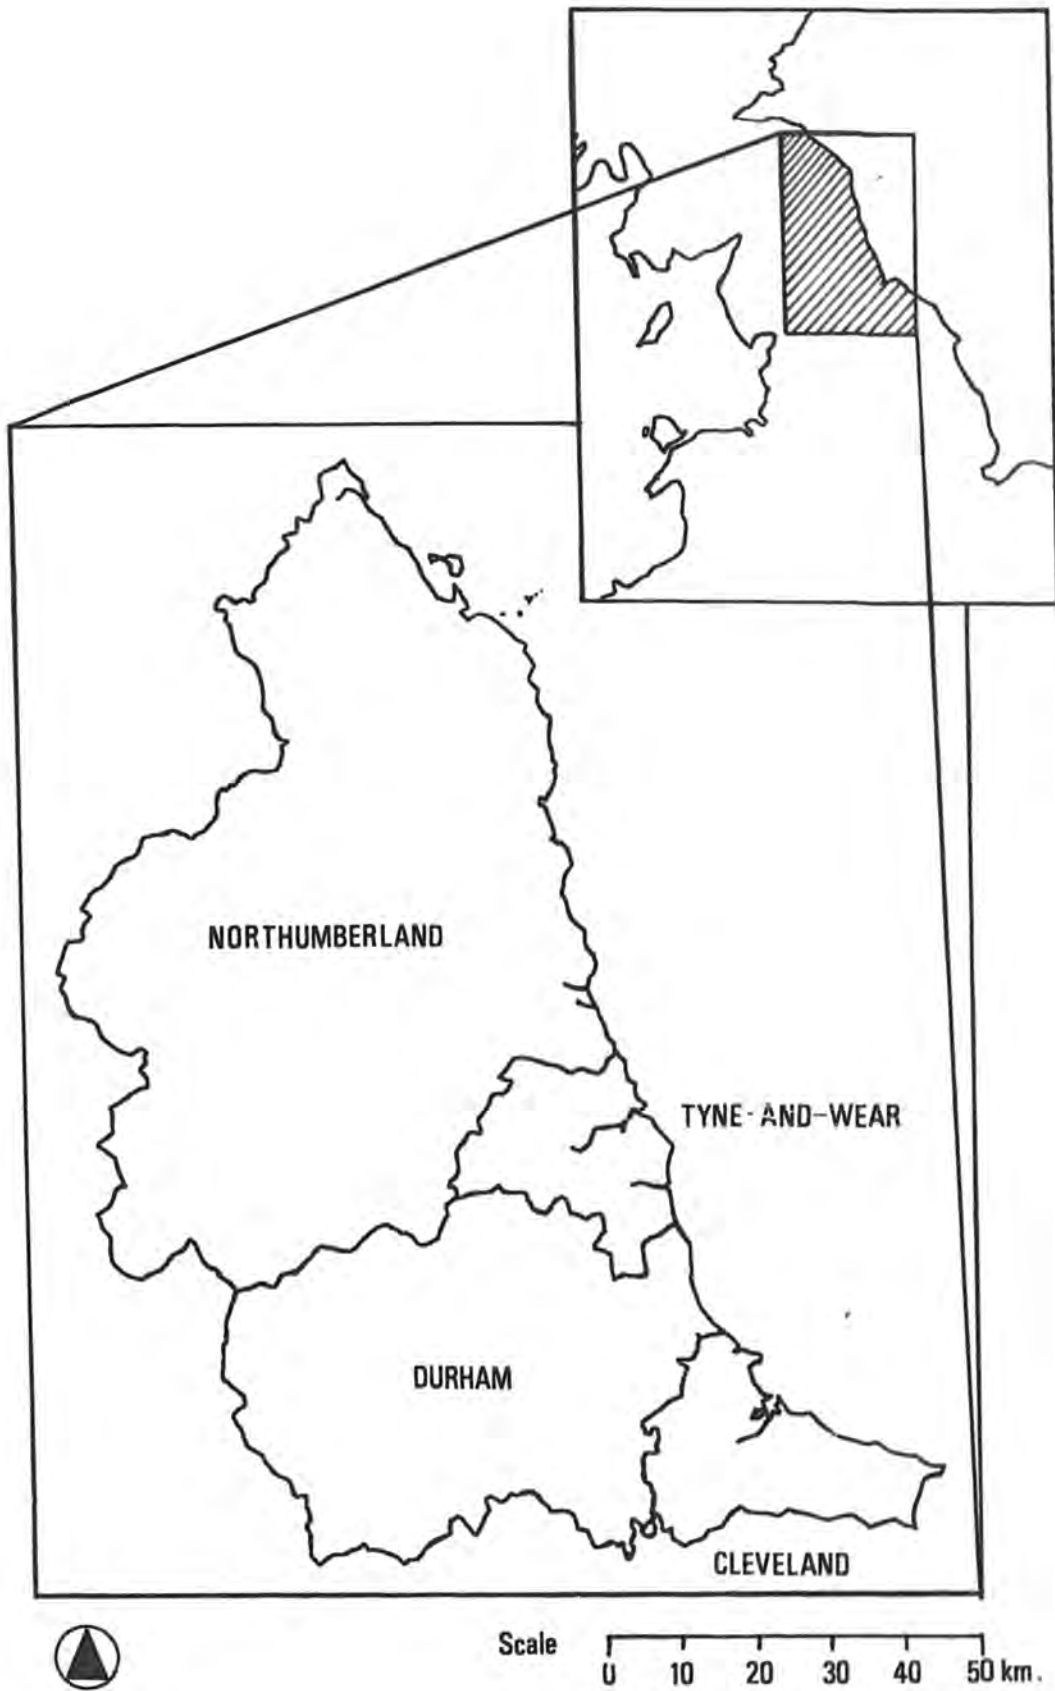 NORTHUMBERLAND
TYNE-AND-WEAR
DURHAM
CLEVELAND
Scale
0 10 20 30 40 50 km.